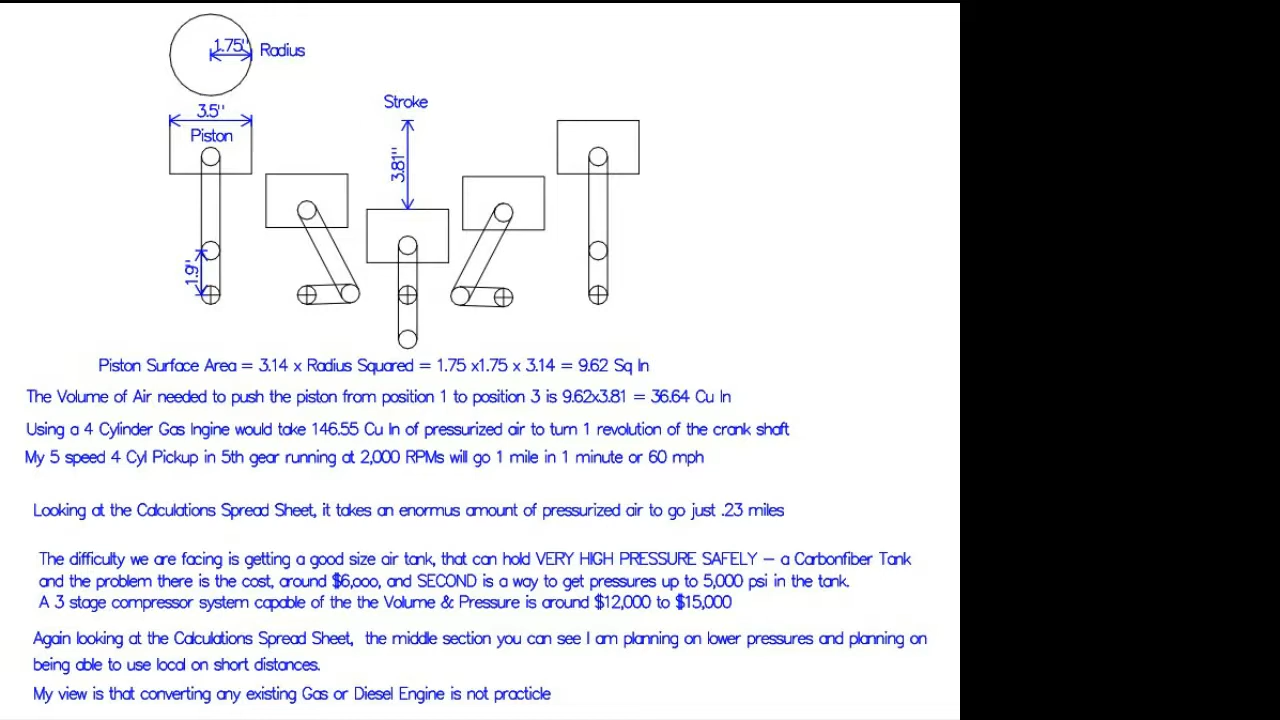 1.75" Radius
3.5"
Piston
Stroke
3.81"
1.9"
Piston Surface Area = 3.14 x Radius Squared = 1.75 x1.75 x 3.14 = 9.62 Sq In
The Volume of Air needed to push the piston from position 1 to position 3 is 9.62x3.81 = 36.64 Cu In
Using a 4 Cylinder Gas Ingine would take 146.55 Cu In of pressurized air to turn 1 revolution of the crank shaft
My 5 speed 4 Cyl Pickup in 5th gear running at 2,000 RPMs will go 1 mile in 1 minute or 60 mph
Looking at the Calculations Spread Sheet, it takes an enormus amount of pressurized air to go just .23 miles
The difficulty we are facing is getting a good size air tank, that can hold VERY HIGH PRESSURE SAFELY – a Carbonfiber Tank
and the problem there is the cost, around $6,ooo, and SECOND is a way to get pressures up to 5,000 psi in the tank.
A 3 stage compressor system capable of the the Volume & Pressure is around $12,000 to $15,000
Again looking at the Calculations Spread Sheet, the middle section you can see I am planning on lower pressures and planning on
being able to use local on short distances.
My view is that converting any existing Gas or Diesel Engine is not practicle